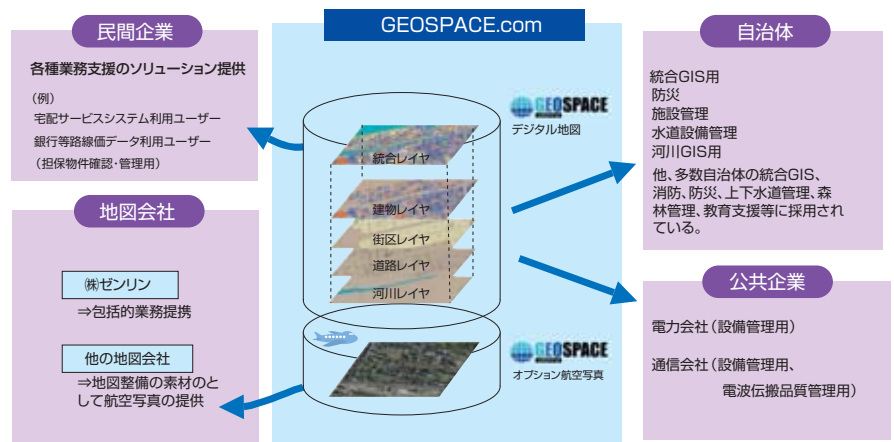 GEOSPACE.com
民間企業
各種業務支援のソリューション提供
(例)
宅配サービスシステム利用ユーザー
銀行等路線価データ利用ユーザー
(担保物件確認・管理用)
地図会社
㈱ゼンリン
⇒包括的業務提携
他の地図会社
⇒地図整備の素材のと
して航空写真の提供
GEOSPACE
デジタル地図
統合レイヤ
建物レイヤ
街区レイヤ
道路レイヤ
河川レイヤ
GEOSPACE
オプション航空写真
自治体
統合GIS用
防災
施設管理
水道設備管理
河川GIS用
他、多数自治体の統合GIS、
消防、防災、上下水道管理、森
林管理、教育支援等に採用され
ている。
公共企業
電力会社(設備管理用)
通信会社(設備管理用、
電波伝搬品質管理用)